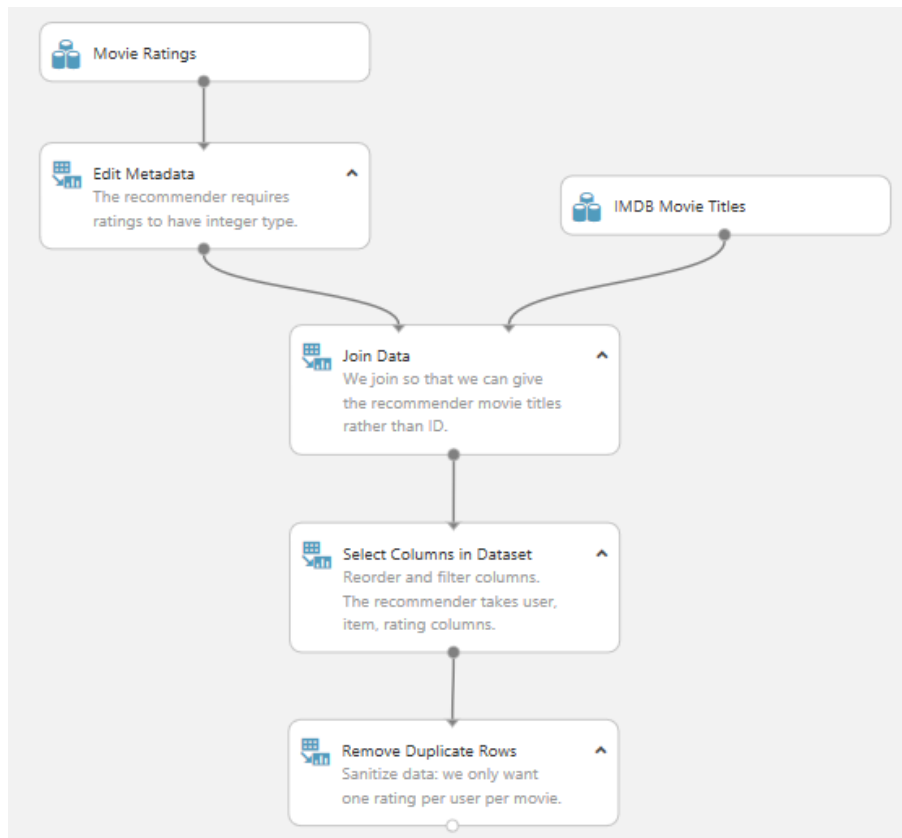 Movie Ratings
Edit Metadata
The recommender requires
ratings to have integer type.
IMDB Movie Titles
Join Data
We join so that we can give
the recommender movie titles
rather than ID.
Select Columns in Dataset
Reorder and filter columns.
The recommender takes user,
item, rating columns.
Remove Duplicate Rows
Sanitize data: we only want
one rating per user per movie.